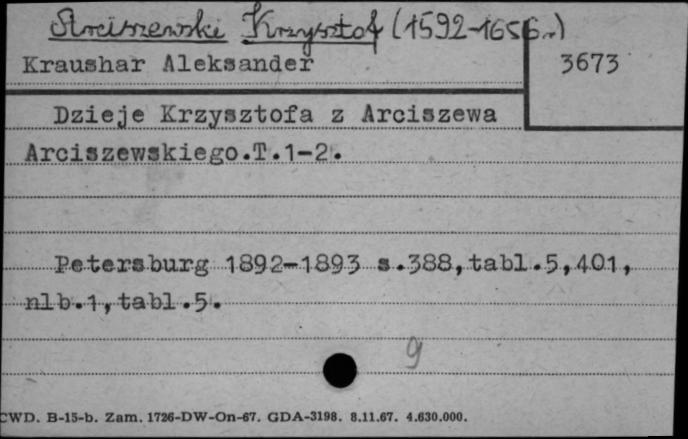 Arciszewski Krzysztof (1592-1656..)
Kraushar Aleksander 3673
Dzieje Krzysztofa z Arciszewa
Arciszewskiego.T.1-2.
Petersburg 1892-1893 s.388,tabl.5,401,
nlb.1,tabl.5.
9
CWD. B-15-b. Zam. 1726-DW-On-67. GDA-3198. 8.11.67. 4.630.000.